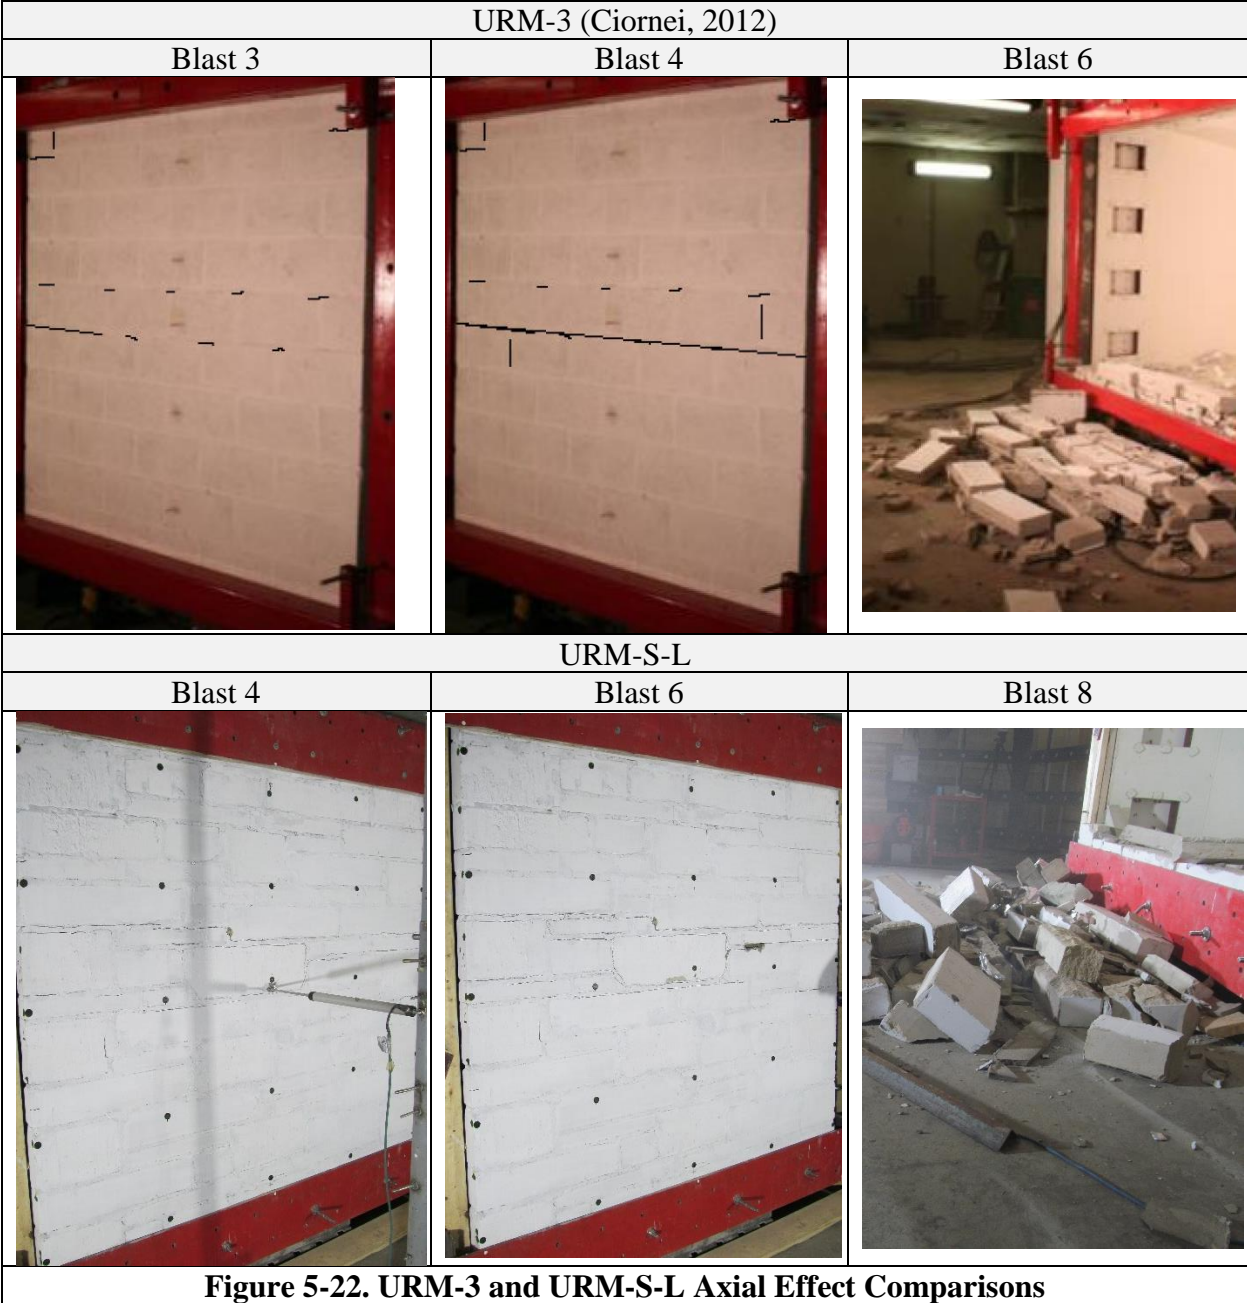 URM-3 (Ciornei, 2012)
Blast 3
Blast 4
Blast 6
URM-S-L
Blast 4
Blast 6
Blast 8
Figure 5-22. URM-3 and URM-S-L Axial Effect Comparisons